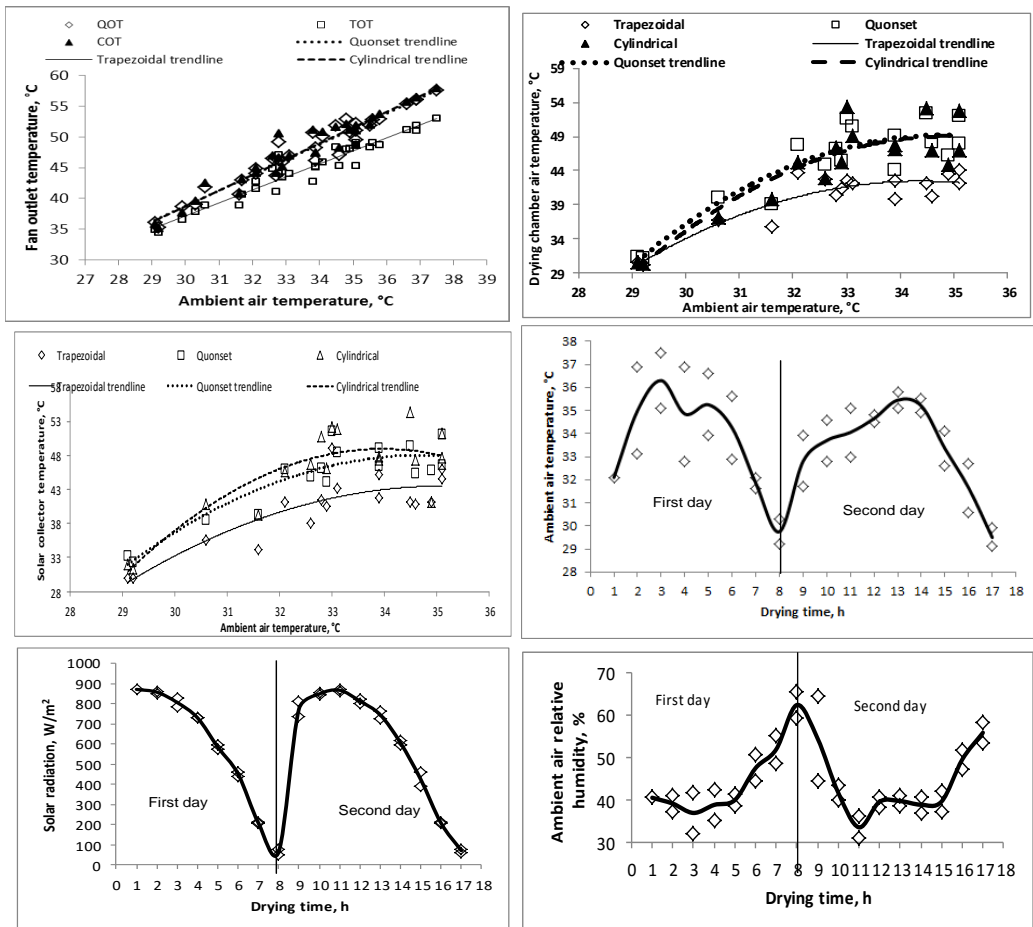 QOT TOT
COT Quonset trendline
Trapezoidal trendline Cylindrical trendline
Fan outlet temperature, °C
60
55
50
45
40
35
30
27 29 31 33 35 37 39
Ambient air temperature, °C
Trapezoidal Quonset
Cylindrical Trapezoidal trendline
Quonset trendline Cylindrical trendline
Drying chamber air temperature, °C
59
54
49
44
39
34
29
28 29 30 31 32 33 34 35 36
Ambient air temperature, °C
Trapezoidal Quonset Cylindrical
Trapezoidal trendline Quonset trendline Cylindrical trendline
Solar collector temperature, °C
58
53
48
43
38
33
28
28 29 30 31 32 33 34 35 36
Ambient air temperature, °C
Ambient air temperature, °C
38
37
36
35
34
33
32
31
30
29
28
First day Second day
0 1 2 3 4 5 6 7 8 9 10 11 12 13 14 15 16 17 18
Drying time, h
Solar radiation, W/m²
1000
900
800
700
600
500
400
300
200
100
0
First day Second day
0 1 2 3 4 5 6 7 8 9 10 11 12 13 14 15 16 17 18
Drying time, h
Ambient air relative
humidity, %
70
60
50
40
30
First day Second day
0 1 2 3 4 5 6 7 8 9 10 11 12 13 14 15 16 17 18
Drying time, h